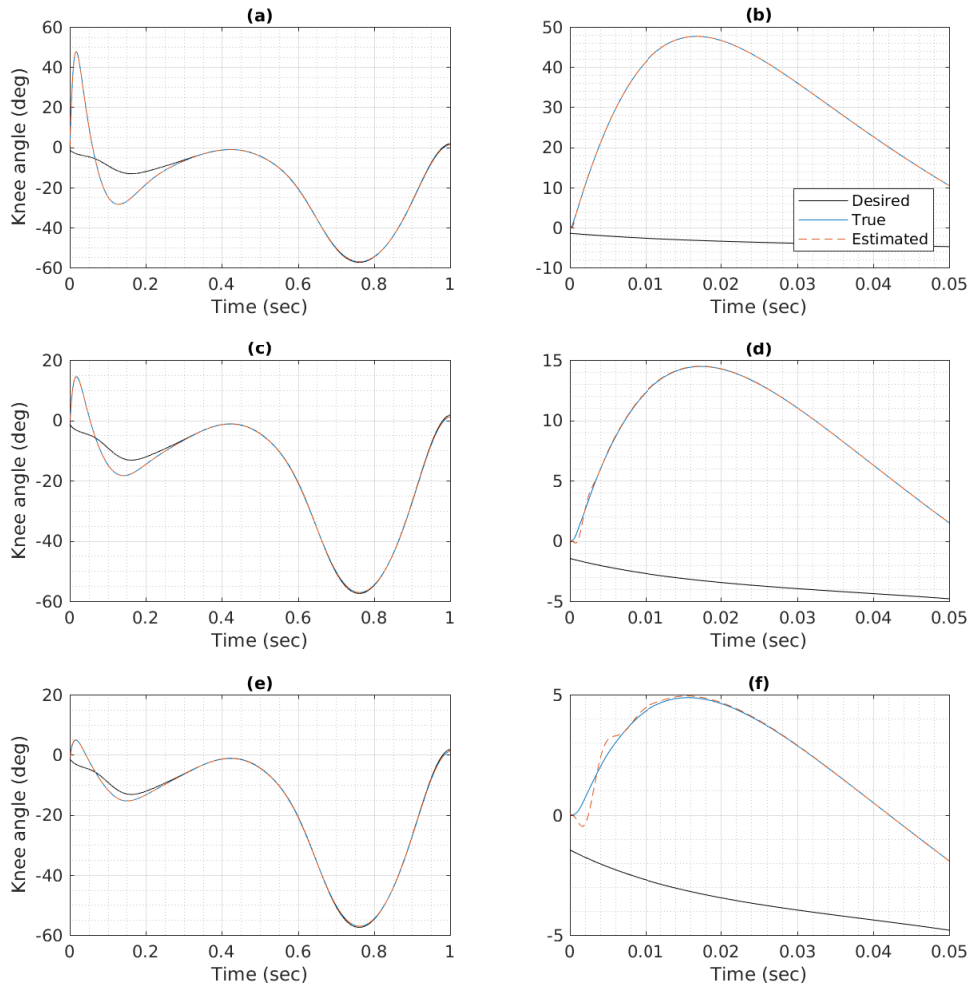 (a)
60
40
20
0
-20
-40
-60
Knee angle (deg)
0 0.2 0.4 0.6 0.8 1
Time (sec)
(b)
50
40
30
20
10
0
-10
Desired
True
Estimated
0 0.01 0.02 0.03 0.04 0.05
Time (sec)
(c)
20
0
-20
-40
-60
Knee angle (deg)
0 0.2 0.4 0.6 0.8 1
Time (sec)
(d)
15
10
5
0
-5
0 0.01 0.02 0.03 0.04 0.05
Time (sec)
(e)
20
0
-20
-40
-60
Knee angle (deg)
0 0.2 0.4 0.6 0.8 1
Time (sec)
(f)
5
0
-5
0 0.01 0.02 0.03 0.04 0.05
Time (sec)